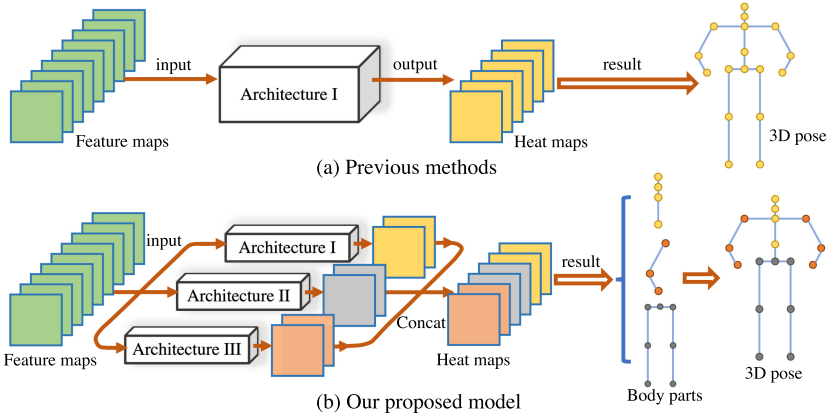 input
Architecture I
output
result
Feature maps
Heat maps
3D pose
(a) Previous methods
input
Architecture I
result
Architecture II
Concat
Architecture III
Feature maps
Heat maps
Body parts
3D pose
(b) Our proposed model